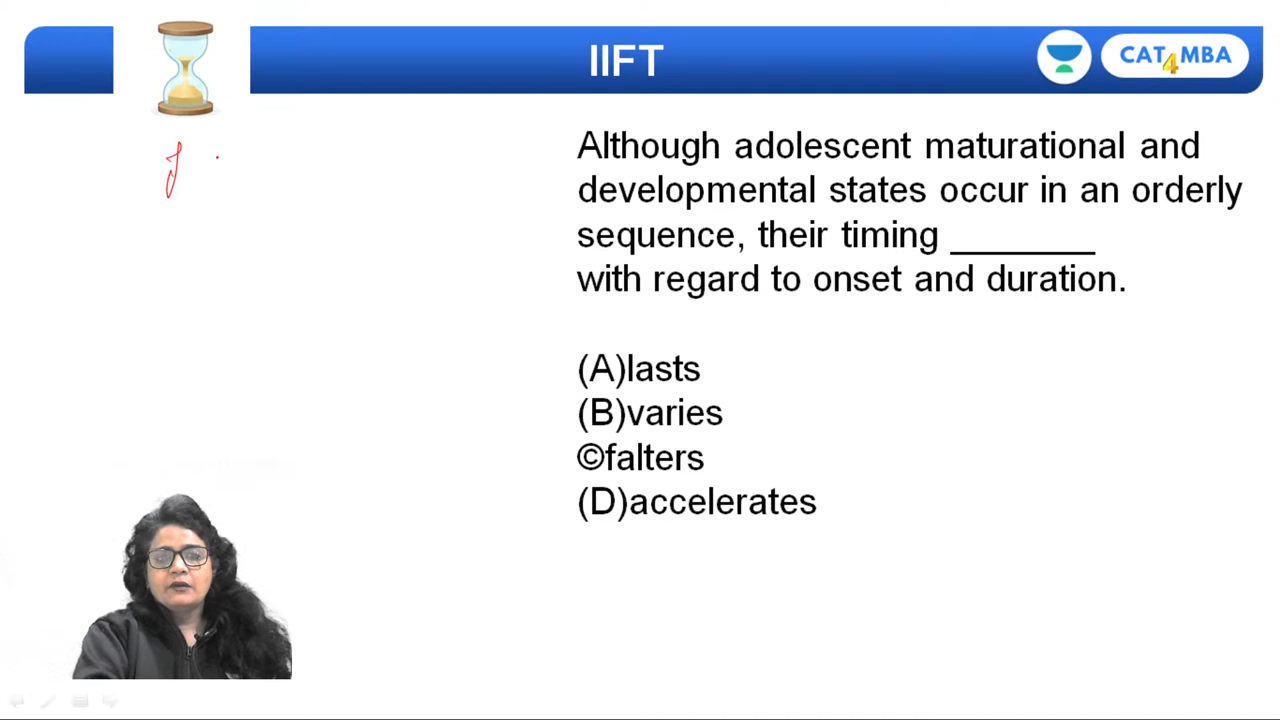 IIFT
CAT4MBA
Although adolescent maturational and
developmental states occur in an orderly
sequence, their timing _______
with regard to onset and duration.
(A)lasts
(B)varies
©falters
(D)accelerates